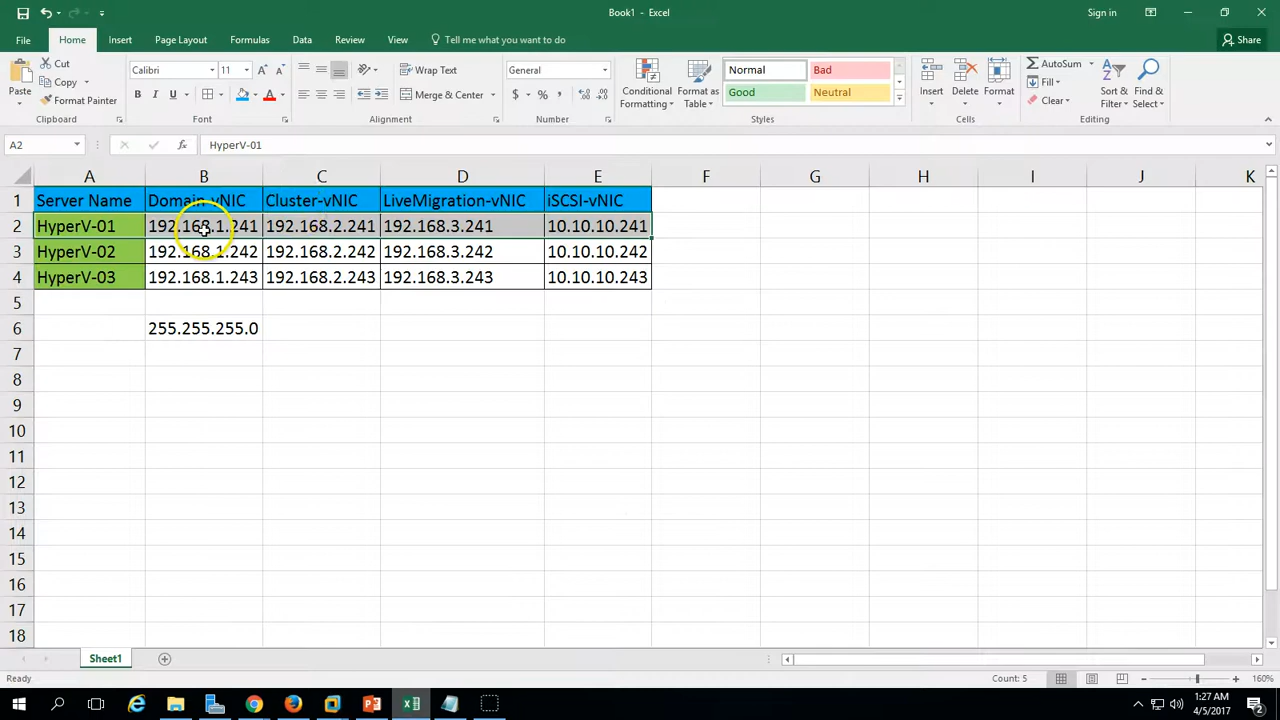 Book1 - Excel
Sign in
File Home Insert Page Layout Formulas Data Review View Tell me what you want to do Share
Paste
Cut
Copy
Format Painter
Clipboard
Calibri 11
B I U A
Font
Wrap Text
Merge & Center
Alignment
General
$ % ,
Number
Conditional Formatting
Format as Table
Normal Bad
Good Neutral
Styles
Insert Delete Format
Cells
AutoSum
Fill
Clear
Sort & Filter
Find & Select
Editing
A2 fx HyperV-01
A B C D E F G H I J K
1 Server Name Domain-vNIC Cluster-vNIC LiveMigration-vNIC iSCSI-vNIC
2 HyperV-01 192.168.1.241 192.168.2.241 192.168.3.241 10.10.10.241
3 HyperV-02 192.168.1.242 192.168.2.242 192.168.3.242 10.10.10.242
4 HyperV-03 192.168.1.243 192.168.2.243 192.168.3.243 10.10.10.243
5
6 255.255.255.0
7
8
9
10
11
12
13
14
15
16
17
18
Sheet1
Ready Count: 5 160%
1:27 AM
4/5/2017